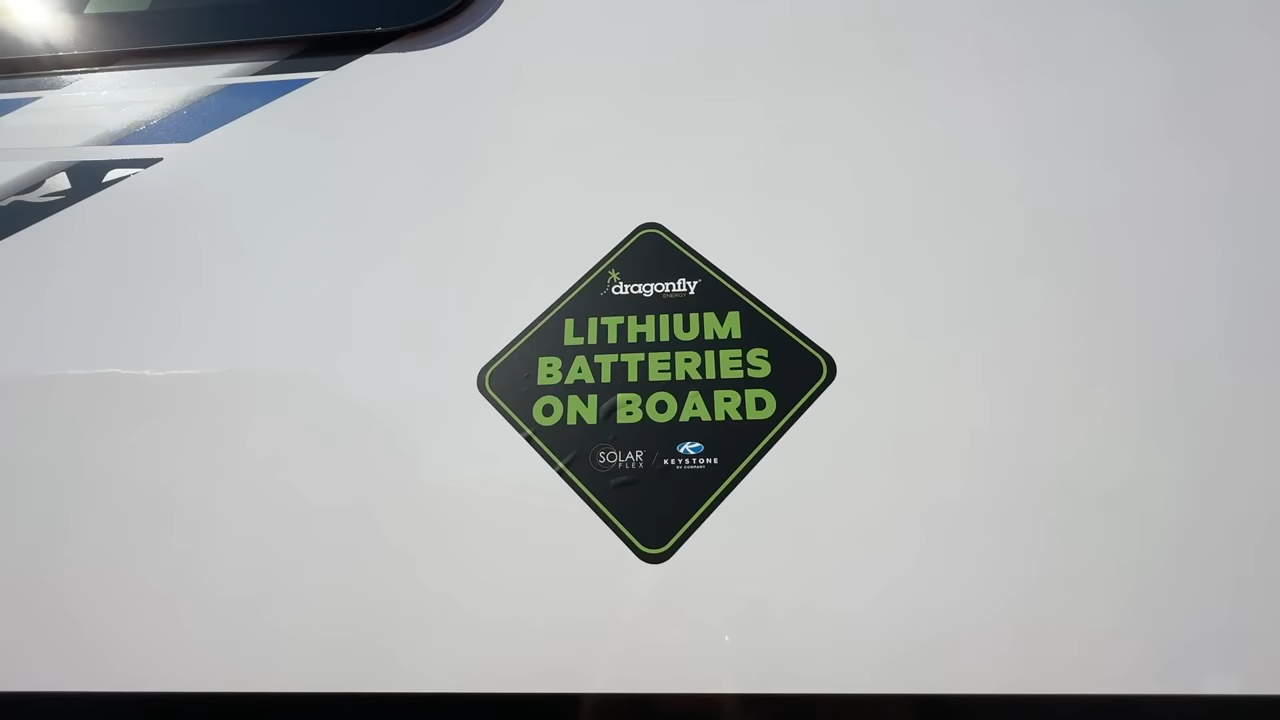 dragonfly
ENERGY
LITHIUM
BATTERIES
ON BOARD
SOLAR
FLEX
KEYSTONE
RV COMPANY